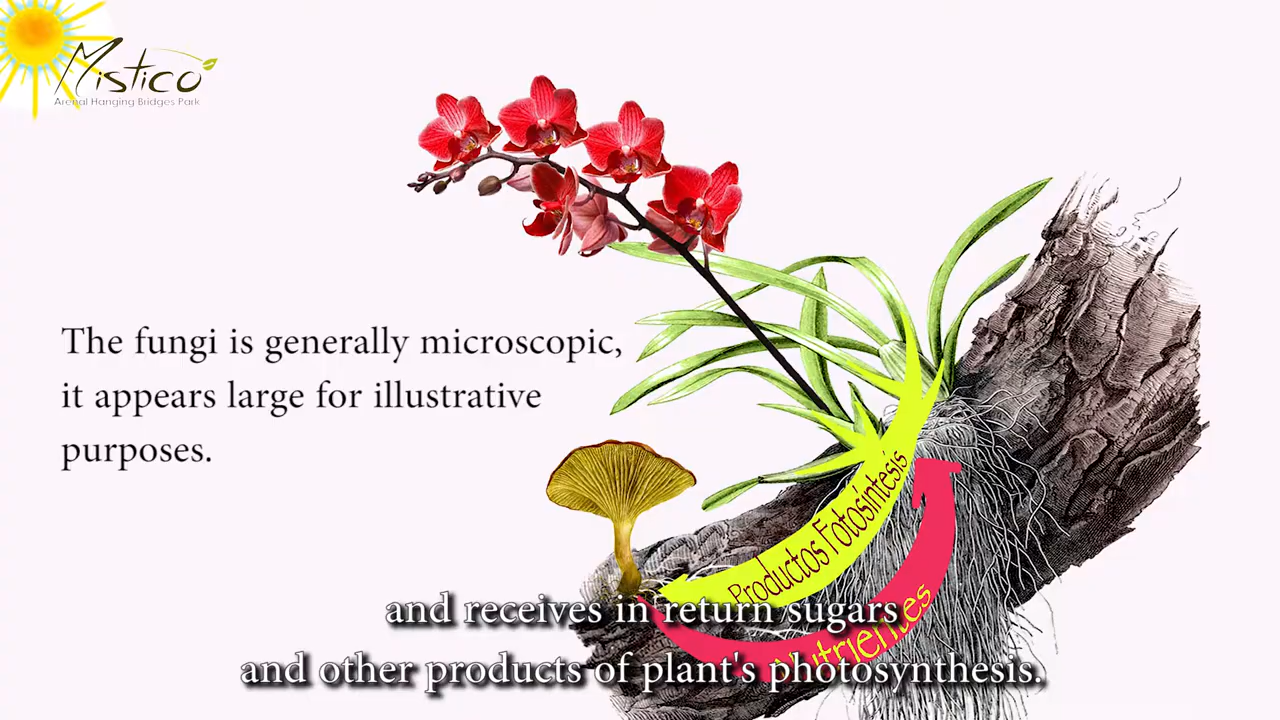 Mistico
Arenal Hanging Bridges Park
The fungi is generally microscopic,
it appears large for illustrative
purposes.
Productos Fotosíntesis
Nutrientes
and receives in return sugars
and other products of plant's photosynthesis.